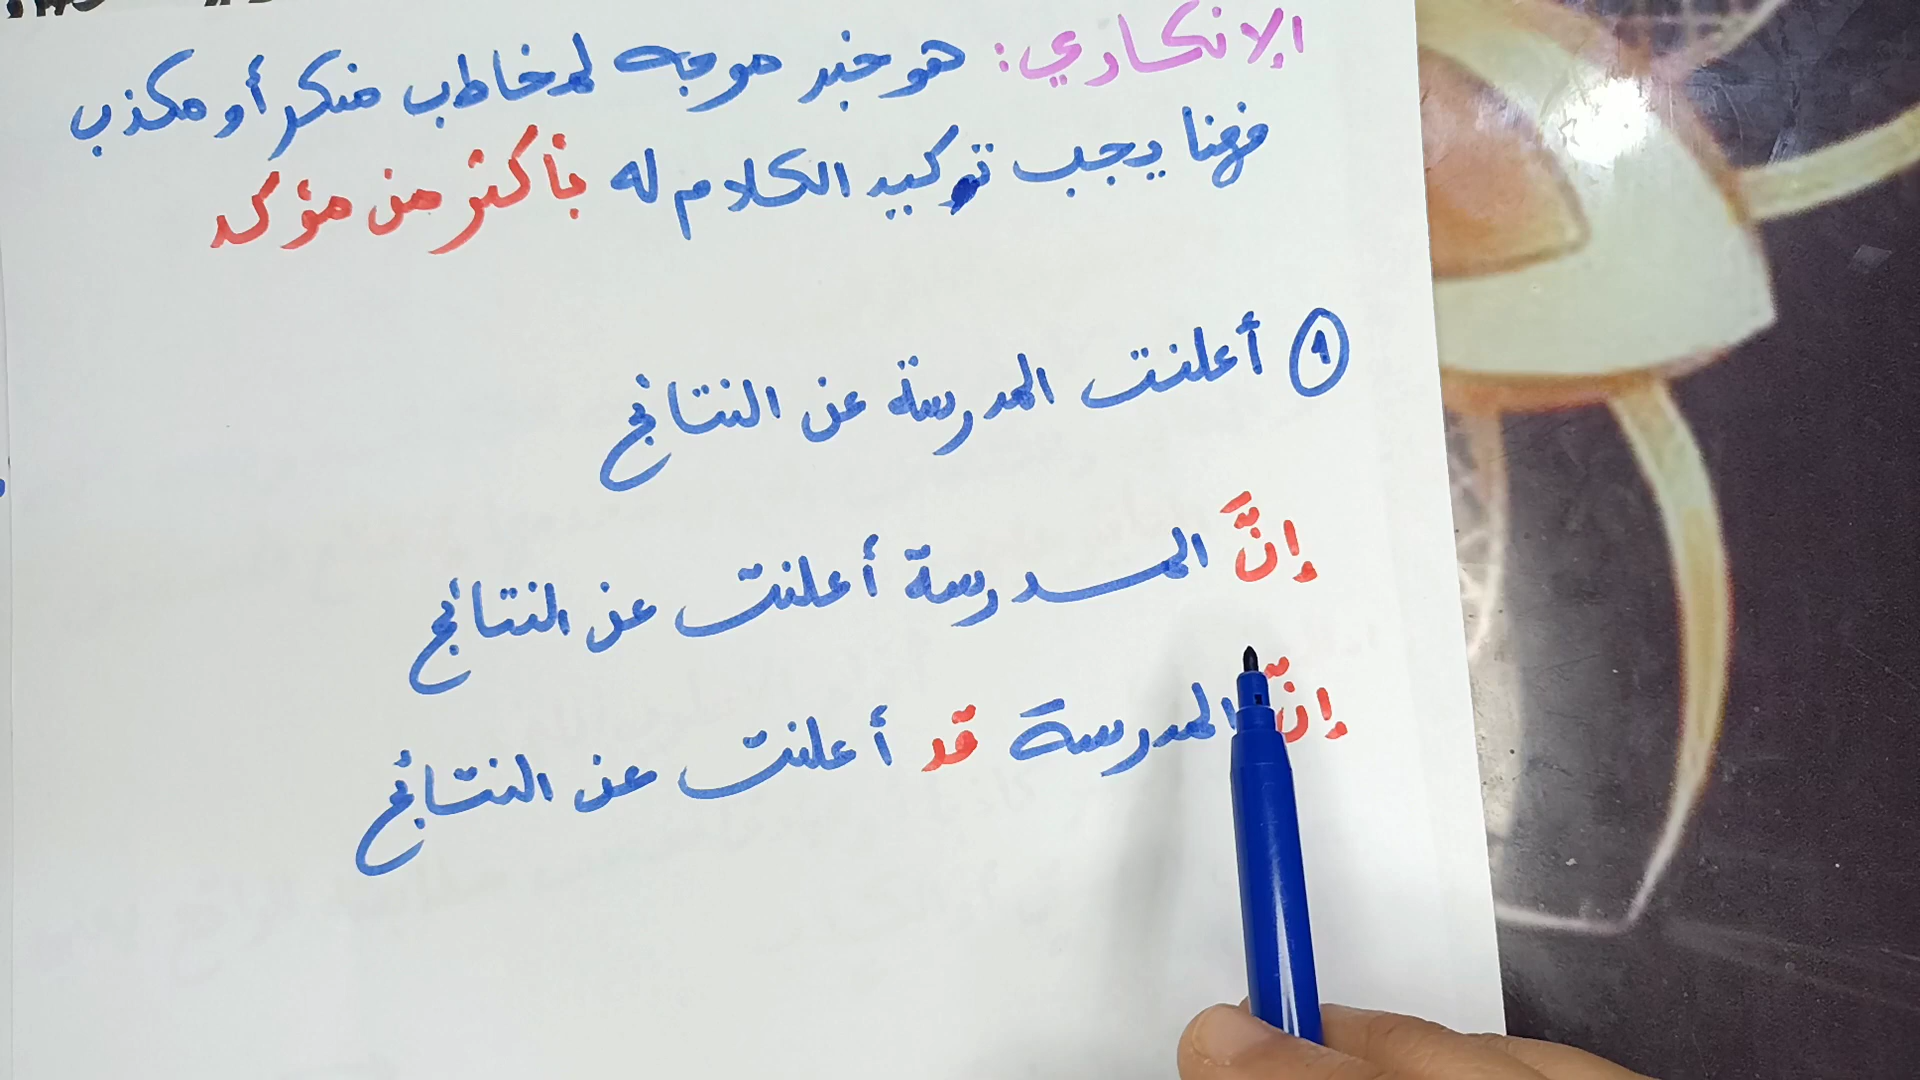 الإنكاري: هو خبر موجه لمخاطب منكر أو مكذب
فهنا يجب توكيد الكلام له بأكثر من مؤكد
١ أعلنت المدرسة عن النتائج
إنَّ المدرسة أعلنت عن النتائج
إنّ المدرسة قد أعلنت عن النتائج